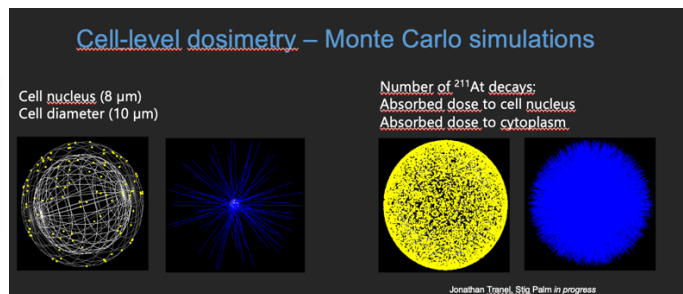 Cell-level dosimetry – Monte Carlo simulations
Cell nucleus (8 µm)
Cell diameter (10 µm)
Number of ²¹¹At decays:
Absorbed dose to cell nucleus
Absorbed dose to cytoplasm
Jonathan Tranel, Stig Palm in progress